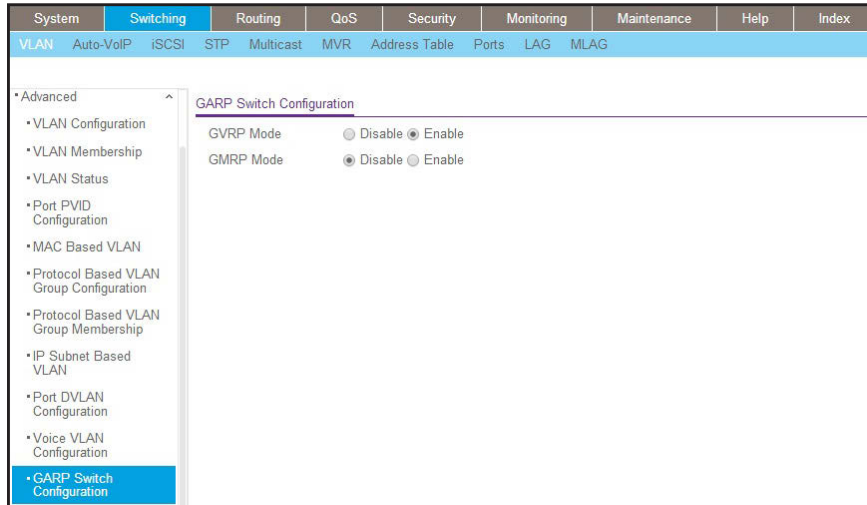 System Switching Routing QoS Security Monitoring Maintenance Help Index
VLAN Auto-VoIP iSCSI STP Multicast MVR Address Table Ports LAG MLAG
Advanced
VLAN Configuration
VLAN Membership
VLAN Status
Port PVID
Configuration
MAC Based VLAN
Protocol Based VLAN
Group Configuration
Protocol Based VLAN
Group Membership
IP Subnet Based
VLAN
Port DVLAN
Configuration
Voice VLAN
Configuration
GARP Switch
Configuration
GARP Switch Configuration
GVRP Mode Disable Enable
GMRP Mode Disable Enable